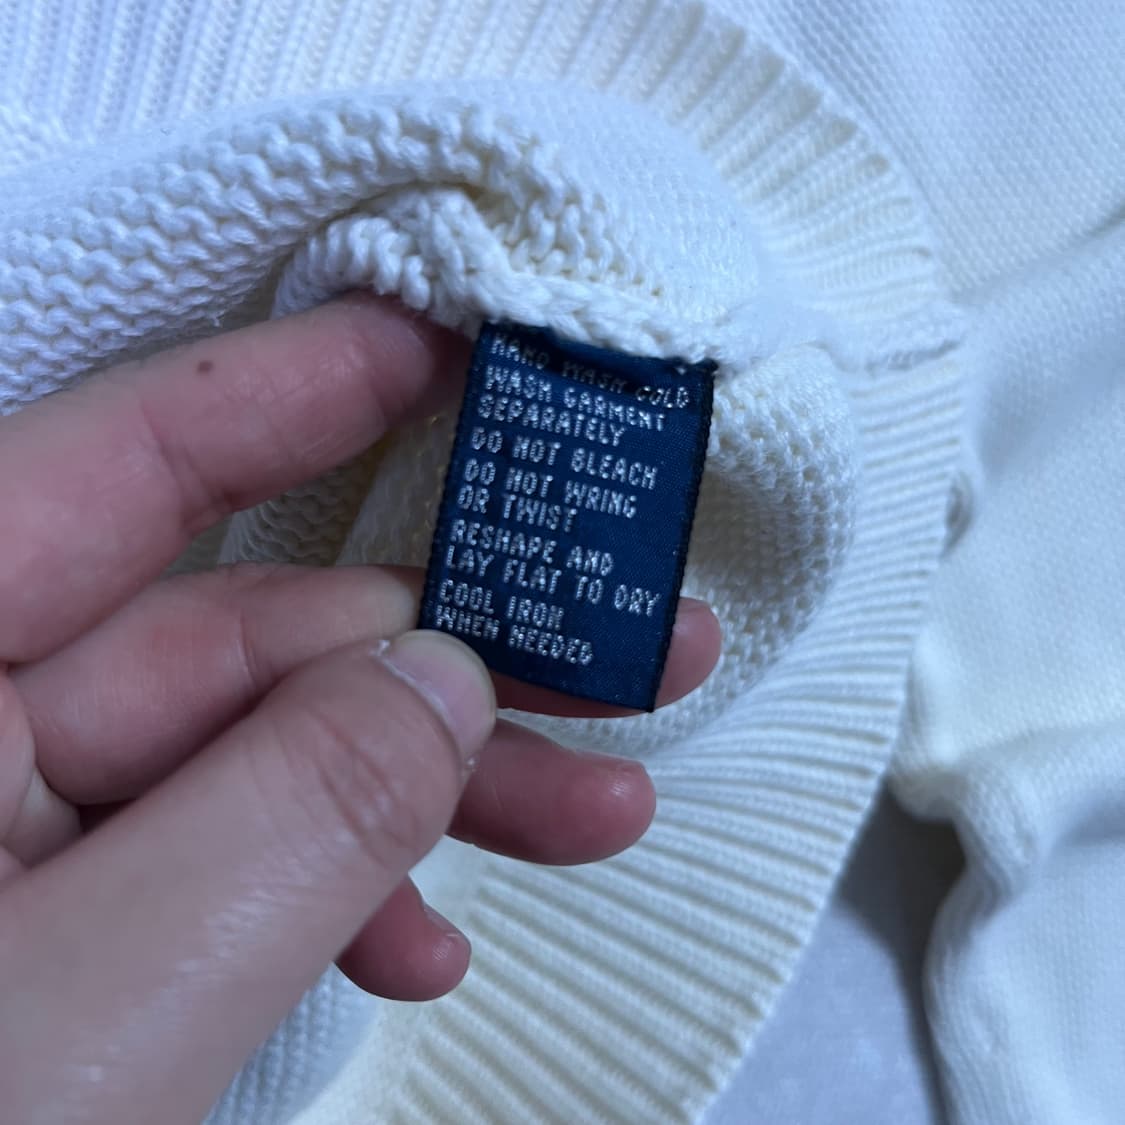 HAND WASH COLD
WASH GARMENT
SEPARATELY
DO NOT BLEACH
DO NOT WRING
OR TWIST
RESHAPE AND
LAY FLAT TO DRY
COOL IRON
WHEN NEEDED